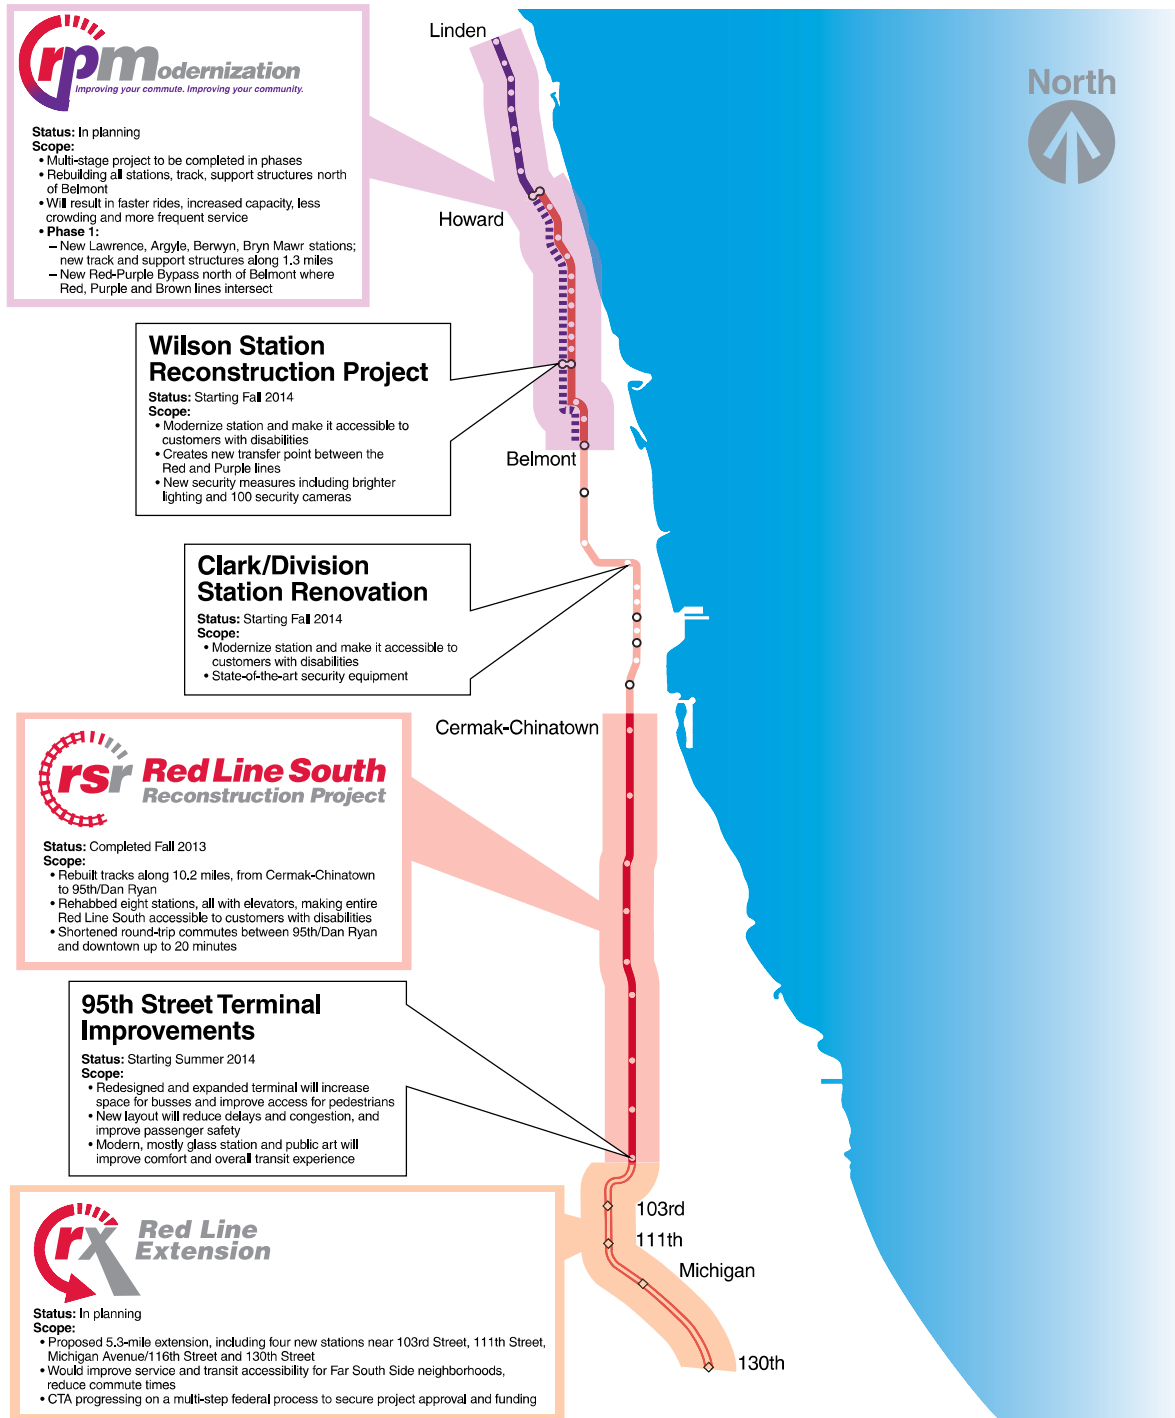 rpmodernization
Improving your commute. Improving your community.
Status: In planning
Scope:
• Multi-stage project to be completed in phases
• Rebuilding all stations, track, support structures north
of Belmont
• Will result in faster rides, increased capacity, less
crowding and more frequent service
• Phase 1:
– New Lawrence, Argyle, Berwyn, Bryn Mawr stations;
new track and support structures along 1.3 miles
– New Red-Purple Bypass north of Belmont where
Red, Purple and Brown lines intersect
Linden
North
Howard
Wilson Station
Reconstruction Project
Status: Starting Fall 2014
Scope:
• Modernize station and make it accessible to
customers with disabilities
• Creates new transfer point between the
Red and Purple lines
• New security measures including brighter
lighting and 100 security cameras
Belmont
Clark/Division
Station Renovation
Status: Starting Fall 2014
Scope:
• Modernize station and make it accessible to
customers with disabilities
• State-of-the-art security equipment
Cermak-Chinatown
rsr Red Line South
Reconstruction Project
Status: Completed Fall 2013
Scope:
• Rebuilt tracks along 10.2 miles, from Cermak-Chinatown
to 95th/Dan Ryan
• Rehabbed eight stations, all with elevators, making entire
Red Line South accessible to customers with disabilities
• Shortened round-trip commutes between 95th/Dan Ryan
and downtown up to 20 minutes
95th Street Terminal
Improvements
Status: Starting Summer 2014
Scope:
• Redesigned and expanded terminal will increase
space for busses and improve access for pedestrians
• New layout will reduce delays and congestion, and
improve passenger safety
• Modern, mostly glass station and public art will
improve comfort and overall transit experience
103rd
111th
Michigan
130th
rx Red Line
Extension
Status: In planning
Scope:
• Proposed 5.3-mile extension, including four new stations near 103rd Street, 111th Street,
Michigan Avenue/116th Street and 130th Street
• Would improve service and transit accessibility for Far South Side neighborhoods,
reduce commute times
• CTA progressing on a multi-step federal process to secure project approval and funding